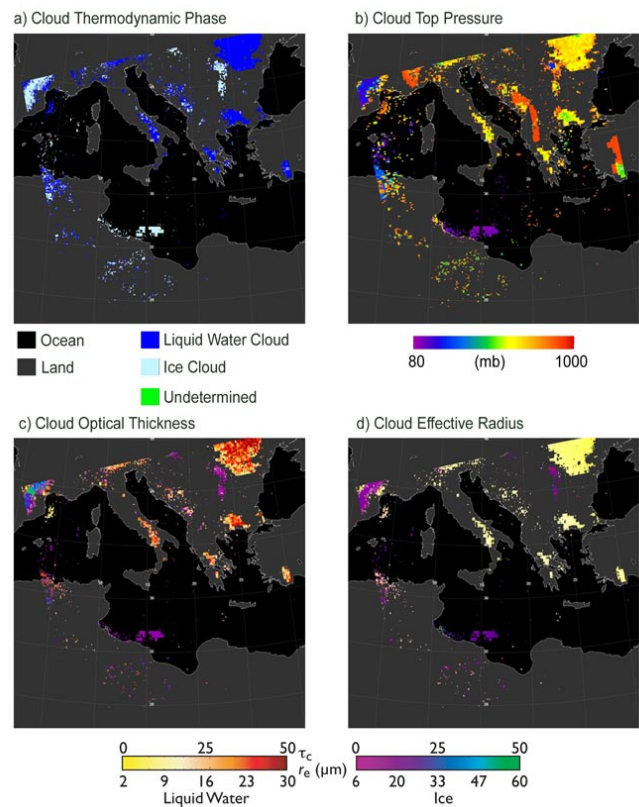 a) Cloud Thermodynamic Phase
b) Cloud Top Pressure
Ocean
Land
Liquid Water Cloud
Ice Cloud
Undetermined
80 (mb) 1000
c) Cloud Optical Thickness
d) Cloud Effective Radius
0 25 50 τc 0 25 50
2 9 16 23 30 re (µm) 6 20 33 47 60
Liquid Water Ice